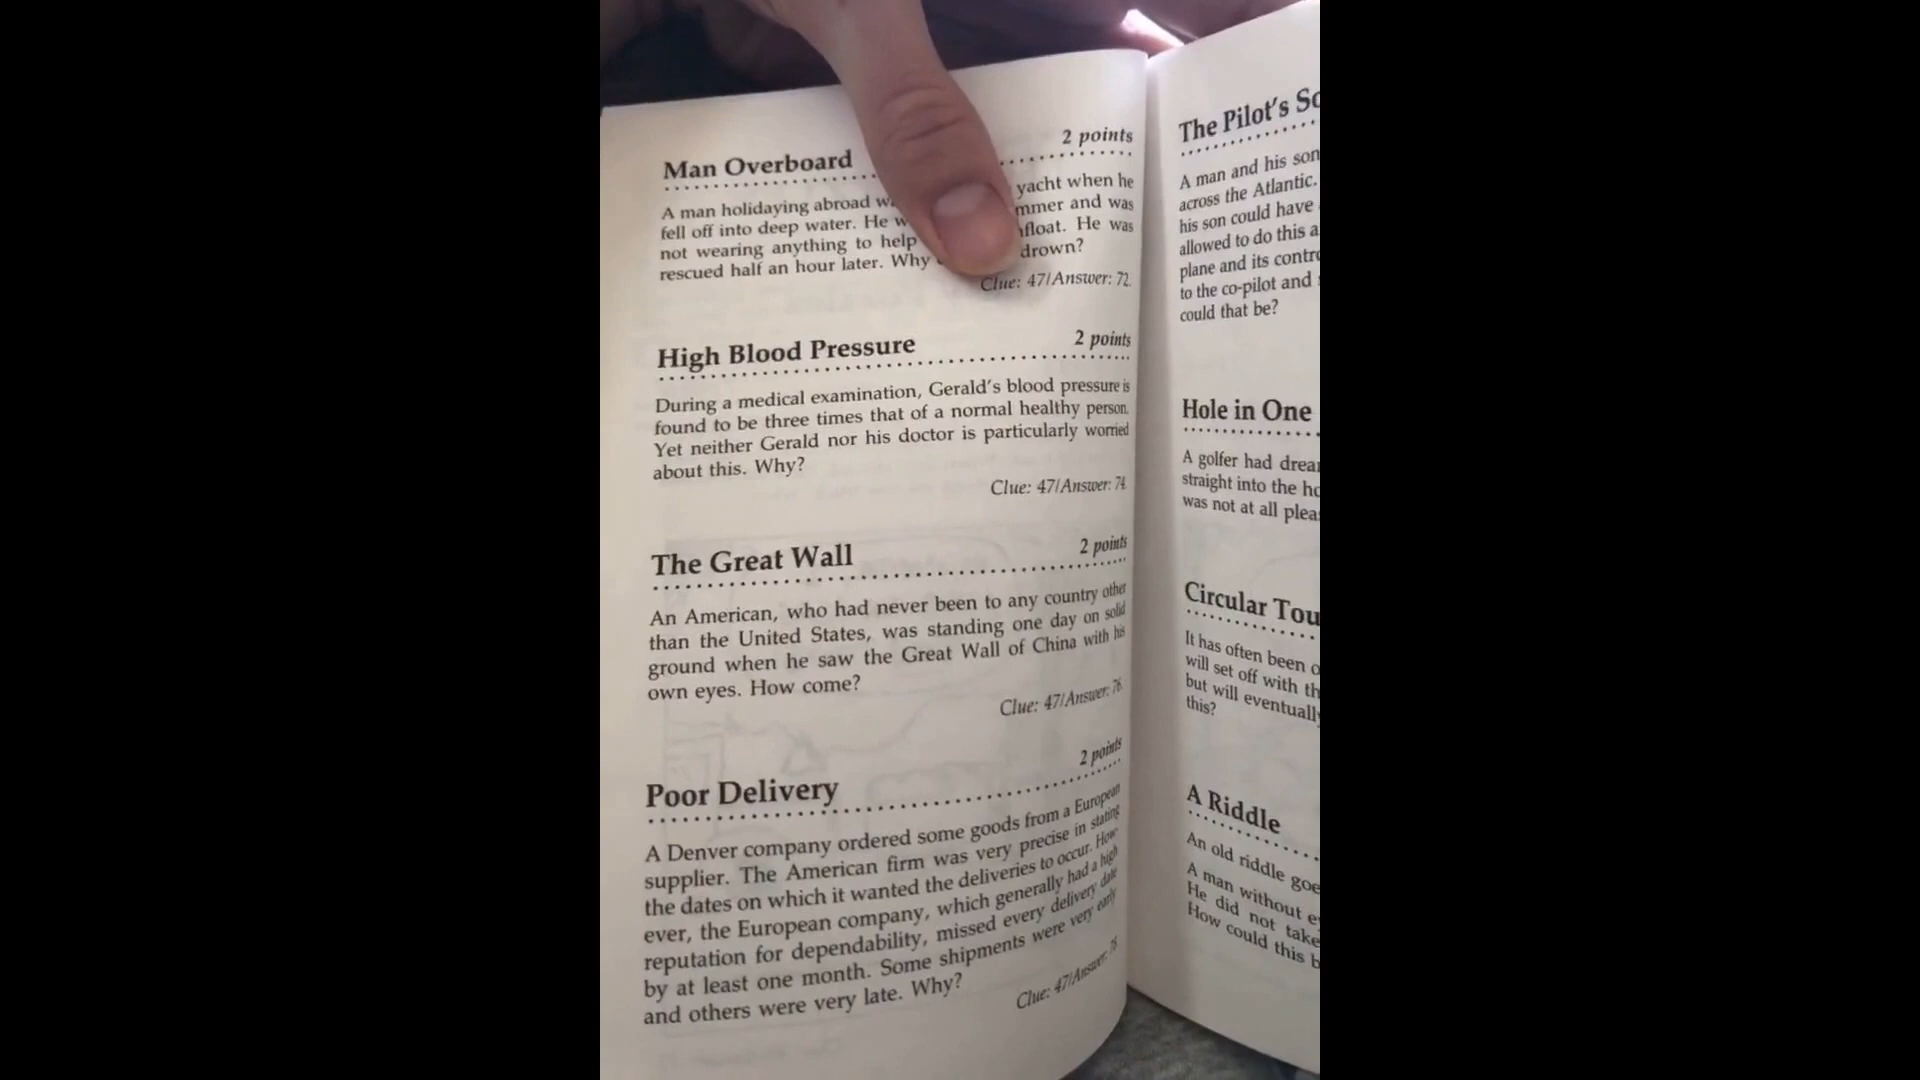 Man Overboard
2 points
A man holidaying abroad yacht when he
fell off into deep water. He mmer and was
not wearing anything to help float. He was
rescued half an hour later. Why drown?
Clue: 47/Answer: 72.
High Blood Pressure
2 points
During a medical examination, Gerald's blood pressure is
found to be three times that of a normal healthy person.
Yet neither Gerald nor his doctor is particularly worried
about this. Why?
Clue: 47/Answer: 74.
The Great Wall
2 points
An American, who had never been to any country other
than the United States, was standing one day on solid
ground when he saw the Great Wall of China with his
own eyes. How come?
Clue: 47/Answer: 76.
Poor Delivery
2 points
A Denver company ordered some goods from a European
supplier. The American firm was very precise in stating
the dates on which it wanted the deliveries to occur. How-
ever, the European company, which generally had a high
reputation for dependability, missed every delivery date
by at least one month. Some shipments were very early
and others were very late. Why?
Clue: 47/Answer:
The Pilot's
A man and his son
across the Atlantic.
his son could have
allowed to do this
plane and its
to the co-pilot and
could that be?
Hole in One
A golfer had
straight into the
was not at all
Circular
It has often been
will set off with
but will
this?
A Riddle
An old riddle
A man without
He did not take
How could this